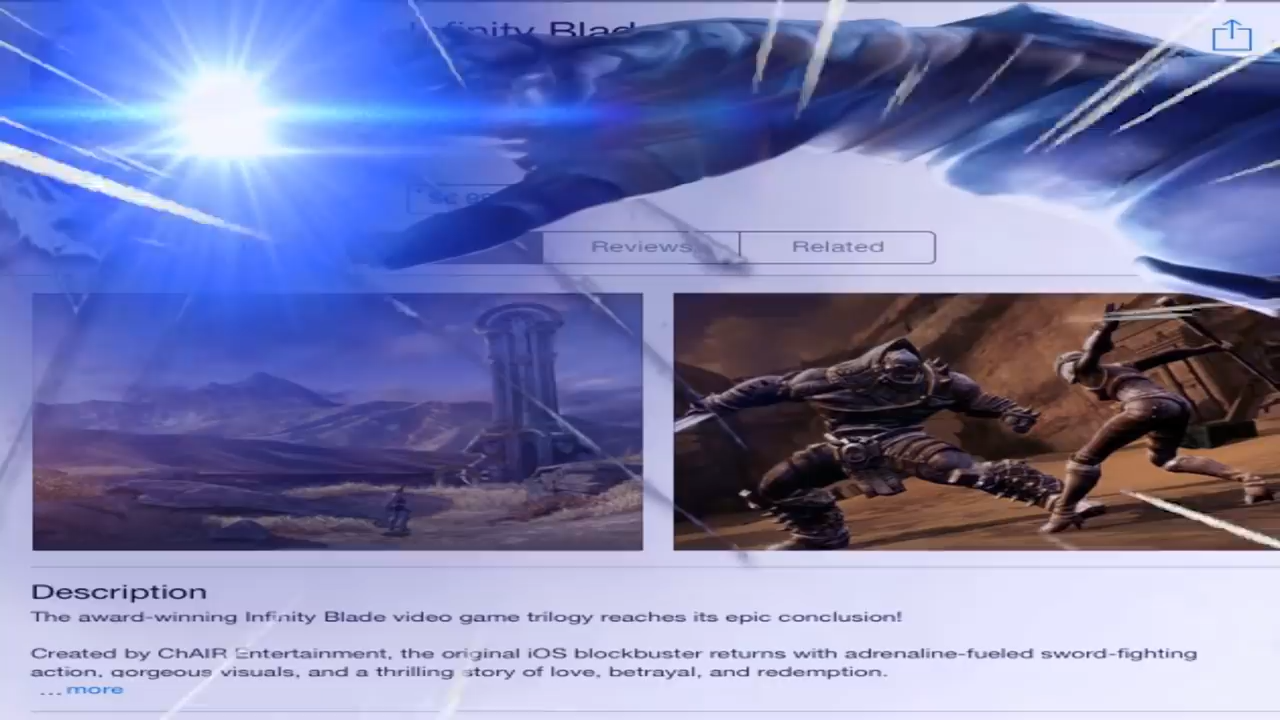 Infinity Blade
Reviews
Related
Description
The award-winning Infinity Blade video game trilogy reaches its epic conclusion!
Created by ChAIR Entertainment, the original iOS blockbuster returns with adrenaline-fueled sword-fighting
action, gorgeous visuals, and a thrilling story of love, betrayal, and redemption.
...more